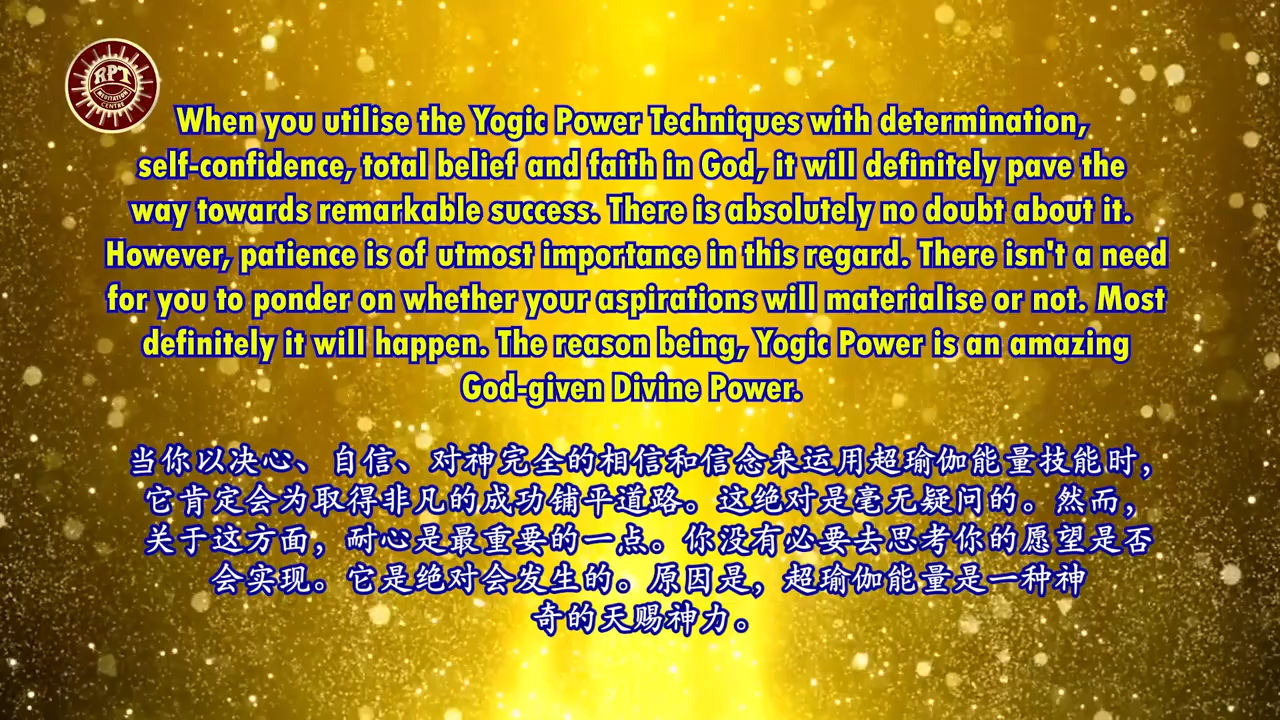 RPT
MEDITATION
CENTRE
When you utilise the Yogic Power Techniques with determination,
self-confidence, total belief and faith in God, it will definitely pave the
way towards remarkable success. There is absolutely no doubt about it.
However, patience is of utmost importance in this regard. There isn't a need
for you to ponder on whether your aspirations will materialise or not. Most
definitely it will happen. The reason being, Yogic Power is an amazing
God-given Divine Power.
当你以决心、自信、对神完全的相信和信念来运用超瑜伽能量技能时，
它肯定会为取得非凡的成功铺平道路。这绝对是毫无疑问的。然而，
关于这方面，耐心是最重要的一点。你没有必要去思考你的愿望是否
会实现。它是绝对会发生的。原因是，超瑜伽能量是一种神
奇的天赐神力。